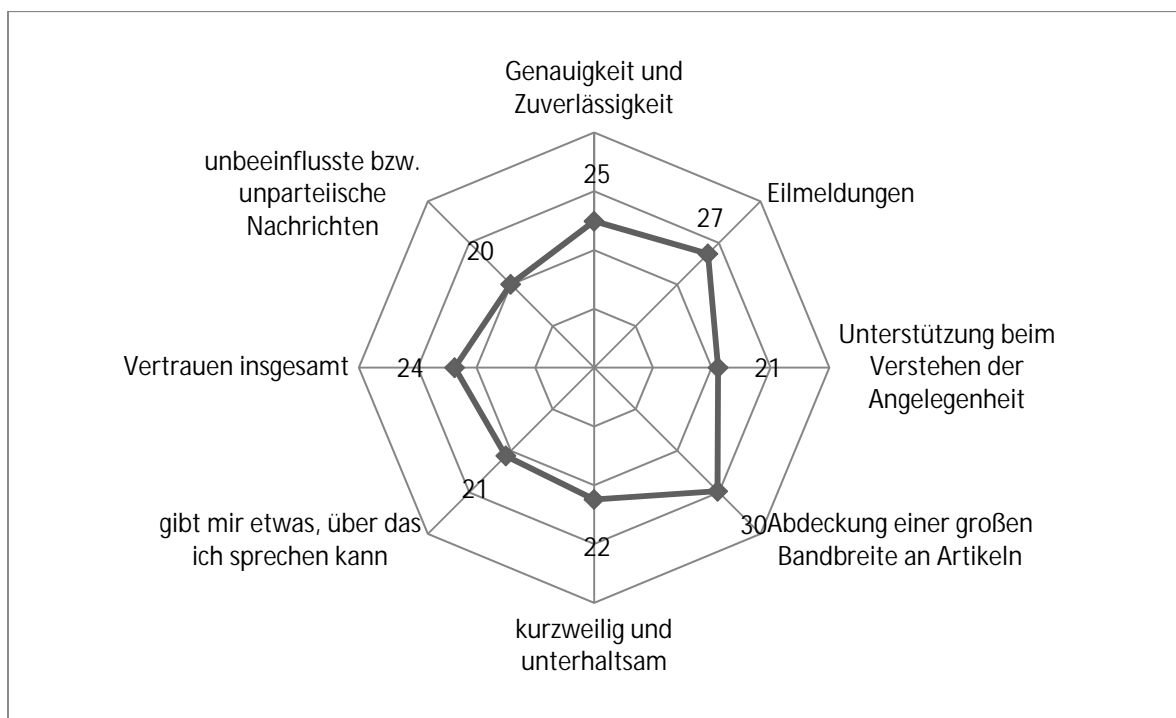 Genauigkeit und
Zuverlässigkeit
25
Eilmeldungen
27
Unterstützung beim
Verstehen der
Angelegenheit
21
Abdeckung einer großen
Bandbreite an Artikeln
30
kurzweilig und
unterhaltsam
22
gibt mir etwas, über das
ich sprechen kann
21
Vertrauen insgesamt
24
unbeeinflusste bzw.
unparteiische
Nachrichten
20